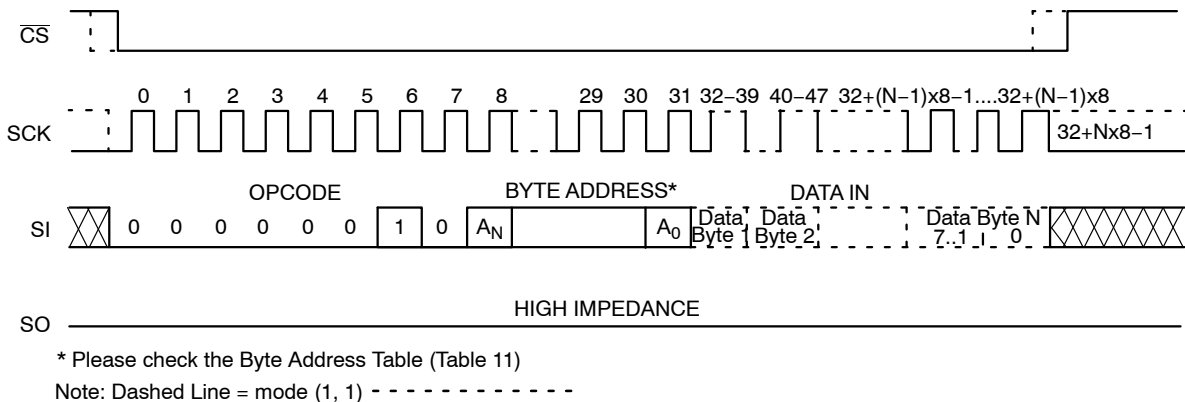 CS
0 1 2 3 4 5 6 7 8 29 30 31 32–39 40–47 32+(N–1)x8–1....32+(N–1)x8
SCK
32+Nx8–1
OPCODE BYTE ADDRESS* DATA IN
SI 0 0 0 0 0 0 1 0 AN A0 Data Byte 1 Data Byte 2 Data Byte N
7..1 0
HIGH IMPEDANCE
SO
* Please check the Byte Address Table (Table 11)
Note: Dashed Line = mode (1, 1) – – – – – – – – – – – –